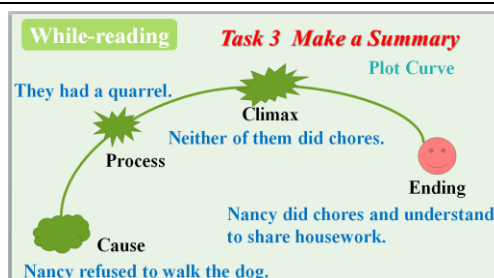 While-reading
Task 3 Make a Summary
Plot Curve
They had a quarrel.
Climax
Neither of them did chores.
Process
Ending
Nancy did chores and understand
to share housework.
Cause
Nancy refused to walk the dog.